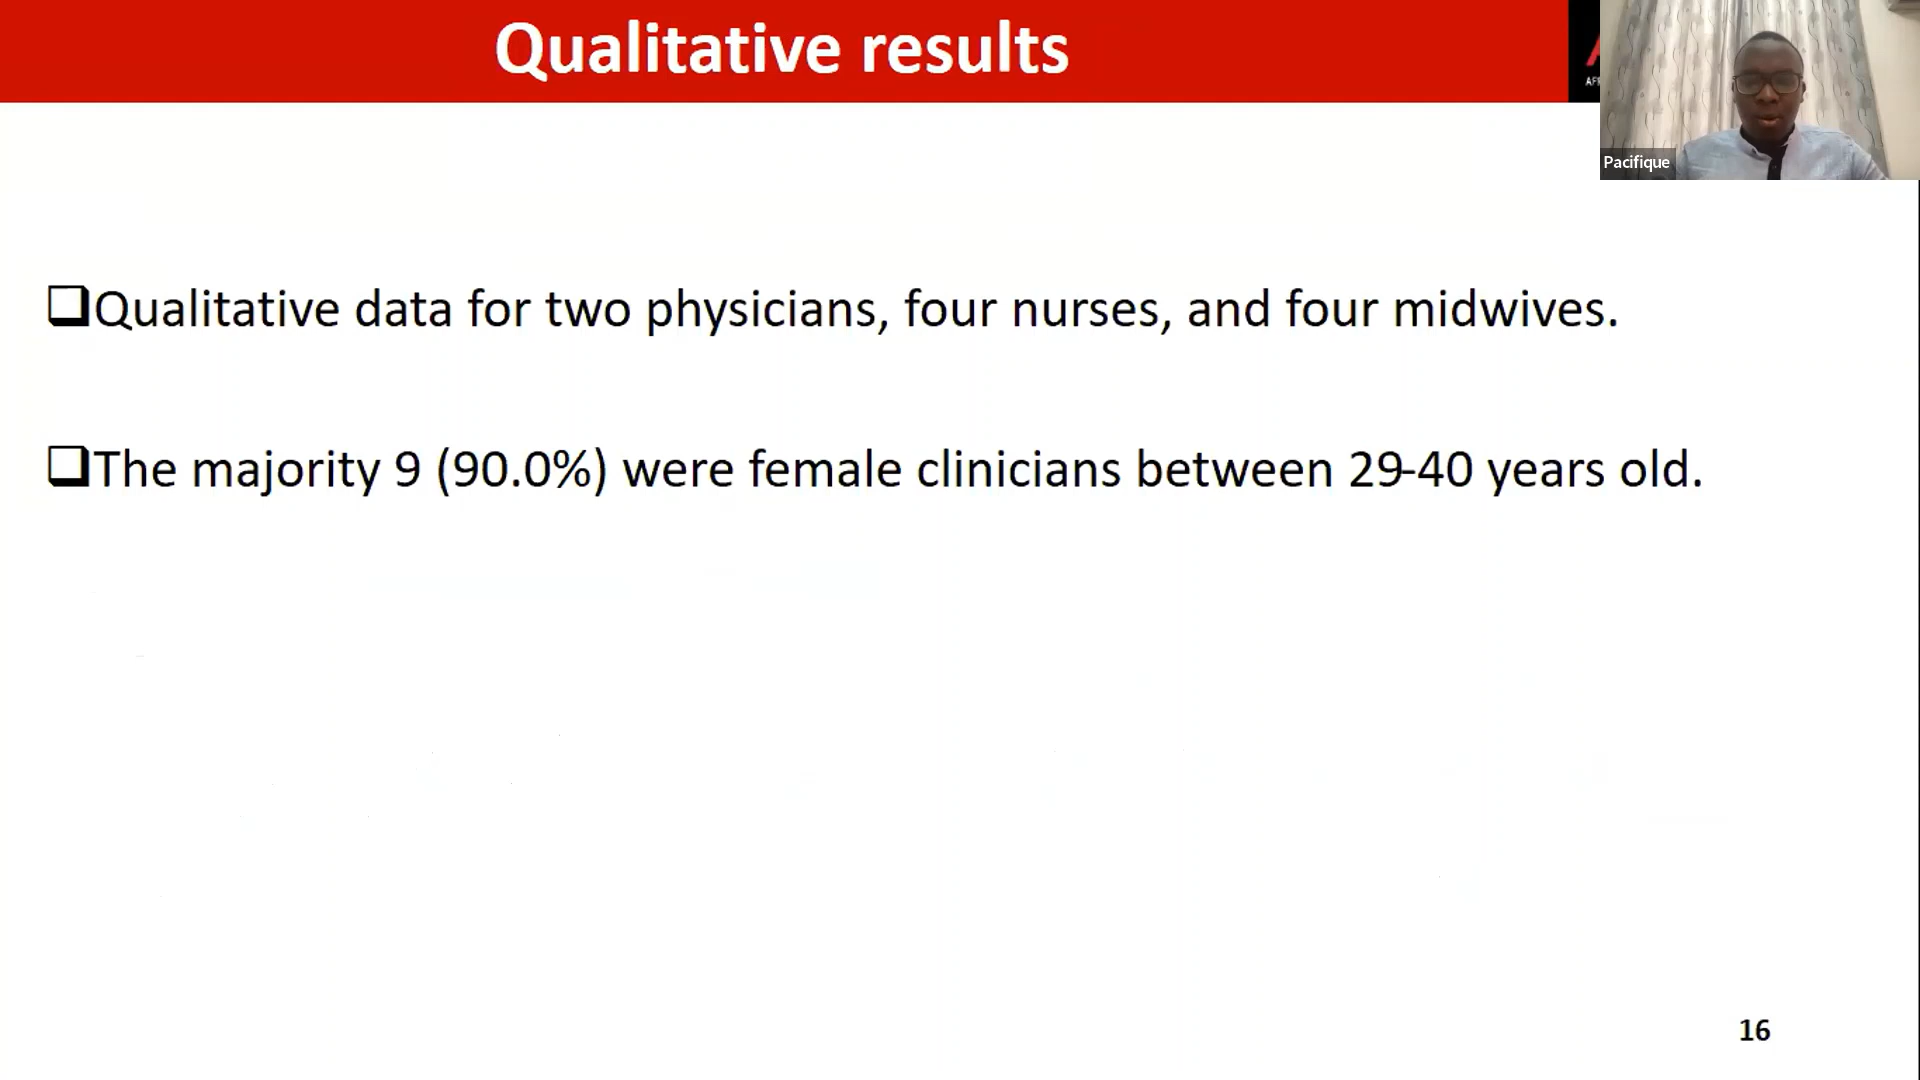 Qualitative results
Pacifique
Qualitative data for two physicians, four nurses, and four midwives.
The majority 9 (90.0%) were female clinicians between 29-40 years old.
16